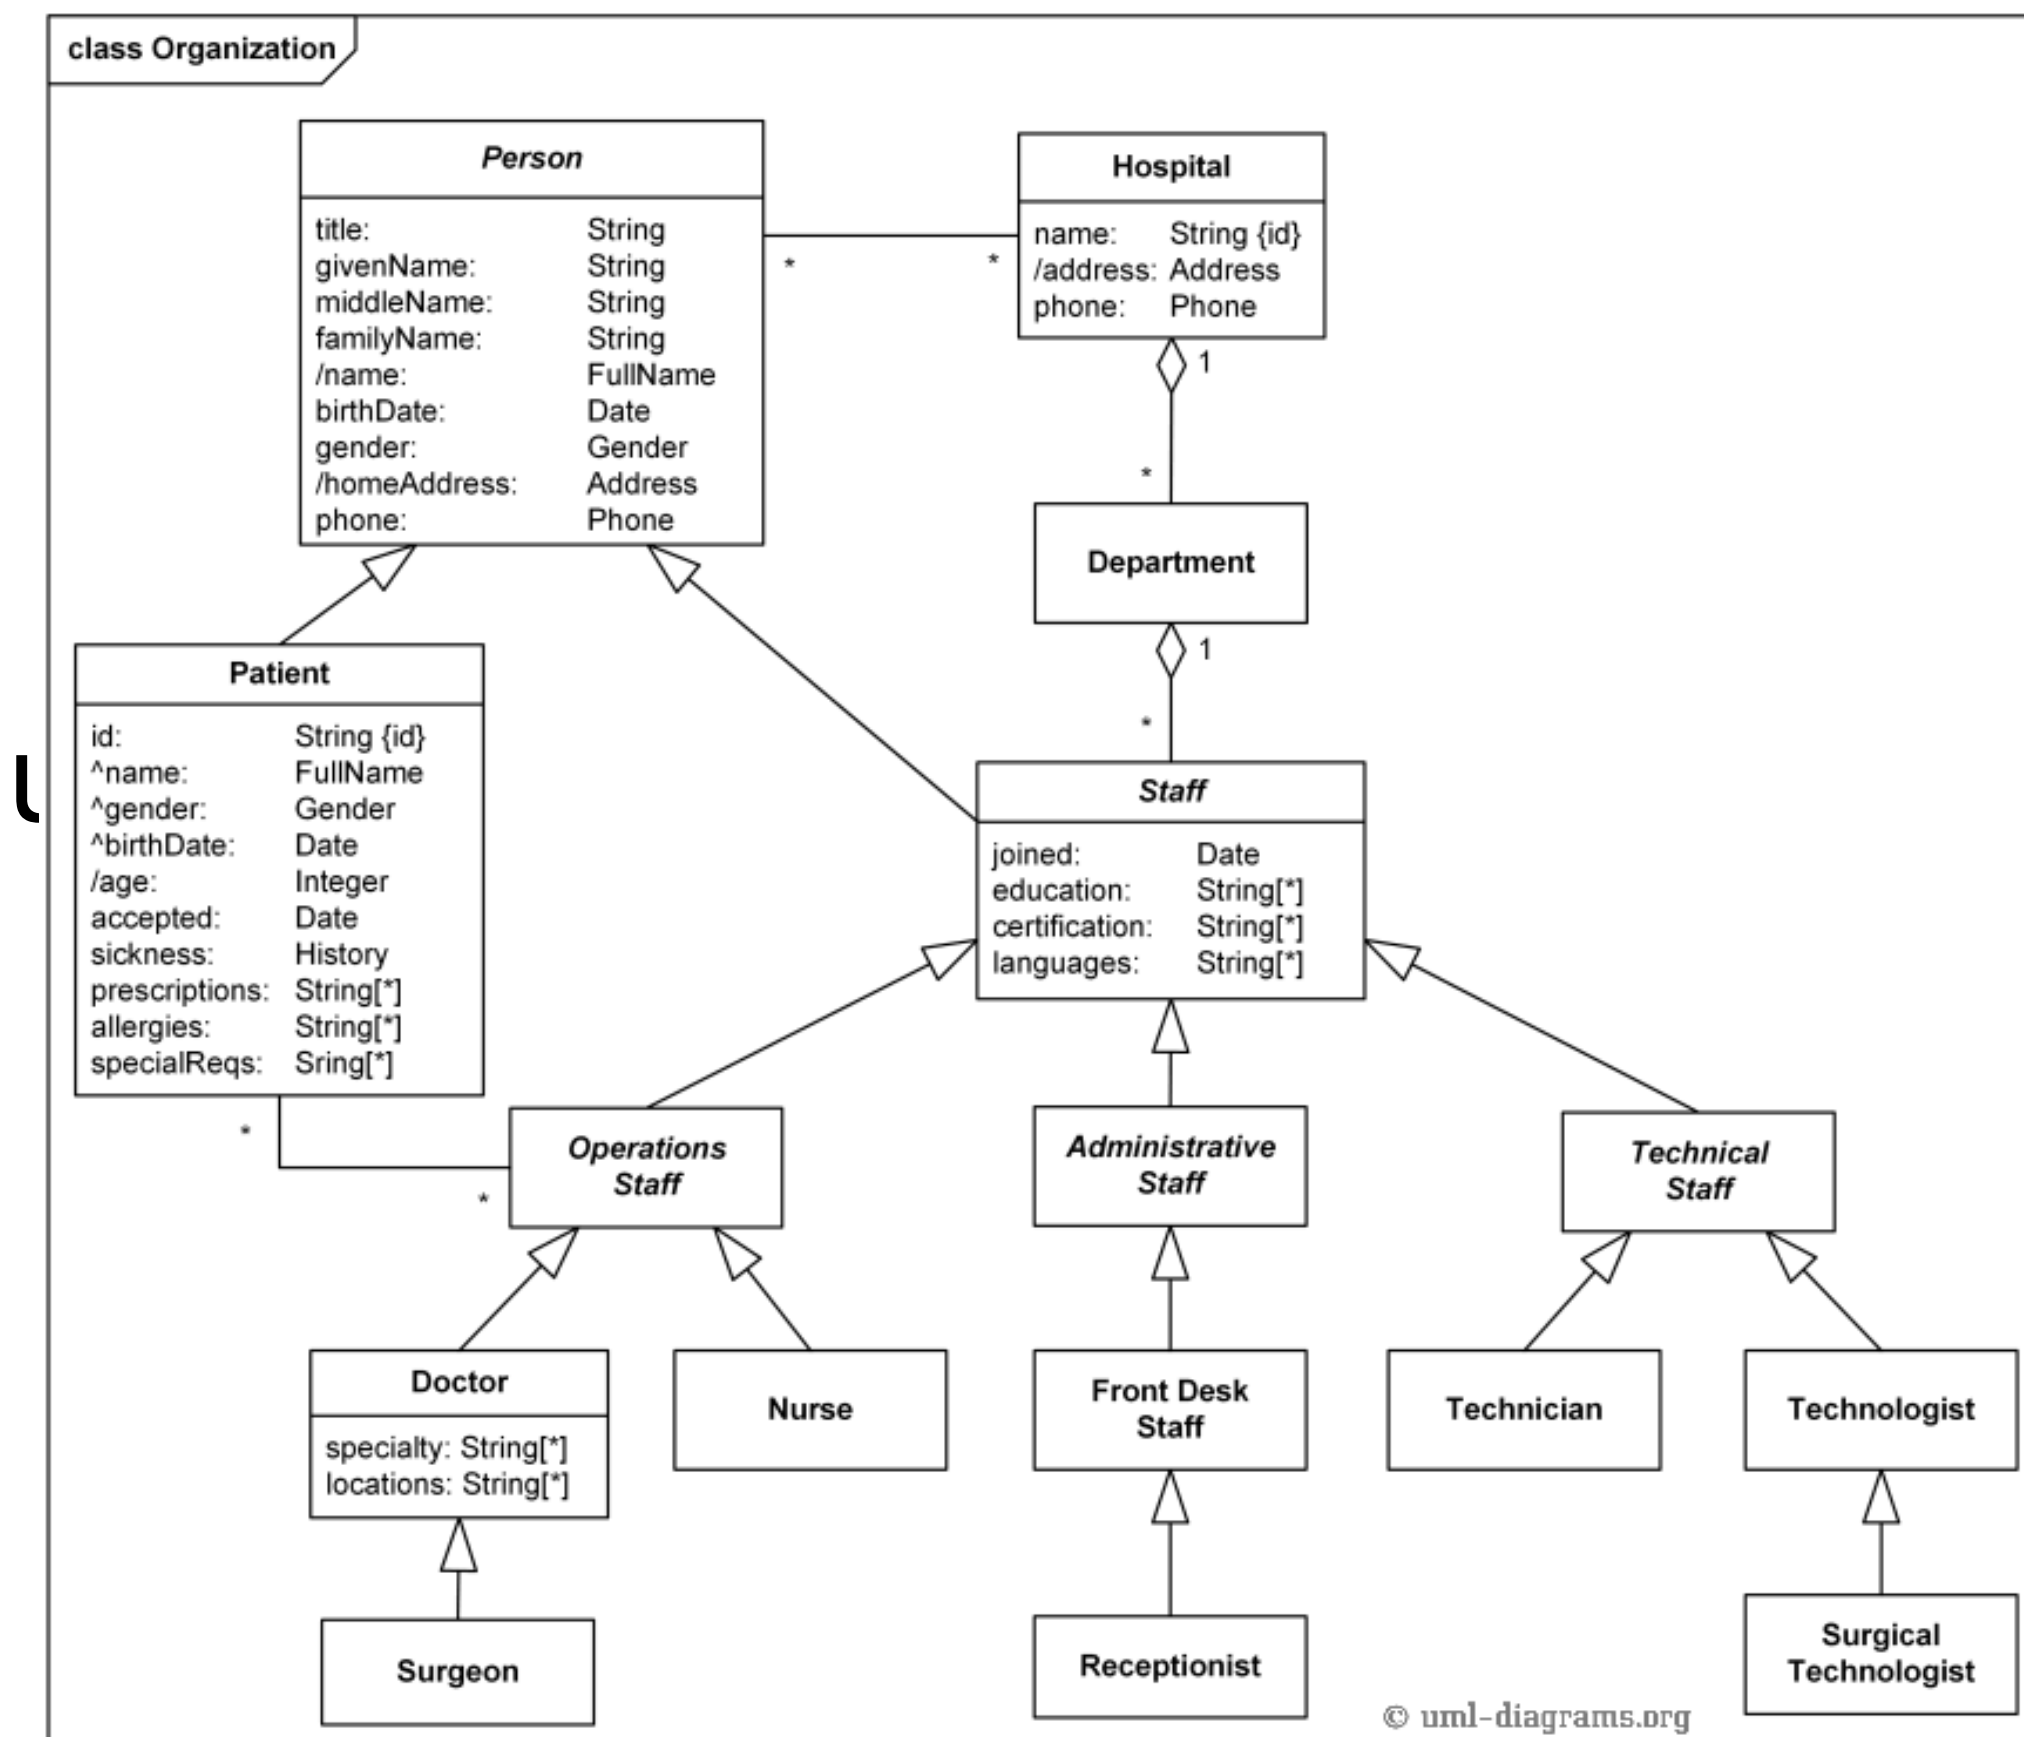 class Organization
Person
title: String
givenName: String
middleName: String
familyName: String
/name: FullName
birthDate: Date
gender: Gender
/homeAddress: Address
phone: Phone
*
*
Hospital
name: String {id}
/address: Address
phone: Phone
1
*
Department
1
*
Patient
id: String {id}
^name: FullName
^gender: Gender
^birthDate: Date
/age: Integer
accepted: Date
sickness: History
prescriptions: String[*]
allergies: String[*]
specialReqs: Sring[*]
*
*
Staff
joined: Date
education: String[*]
certification: String[*]
languages: String[*]
Operations
Staff
Administrative
Staff
Technical
Staff
Doctor
specialty: String[*]
locations: String[*]
Nurse
Front Desk
Staff
Technician
Technologist
Surgeon
Receptionist
Surgical
Technologist
© uml-diagrams.org